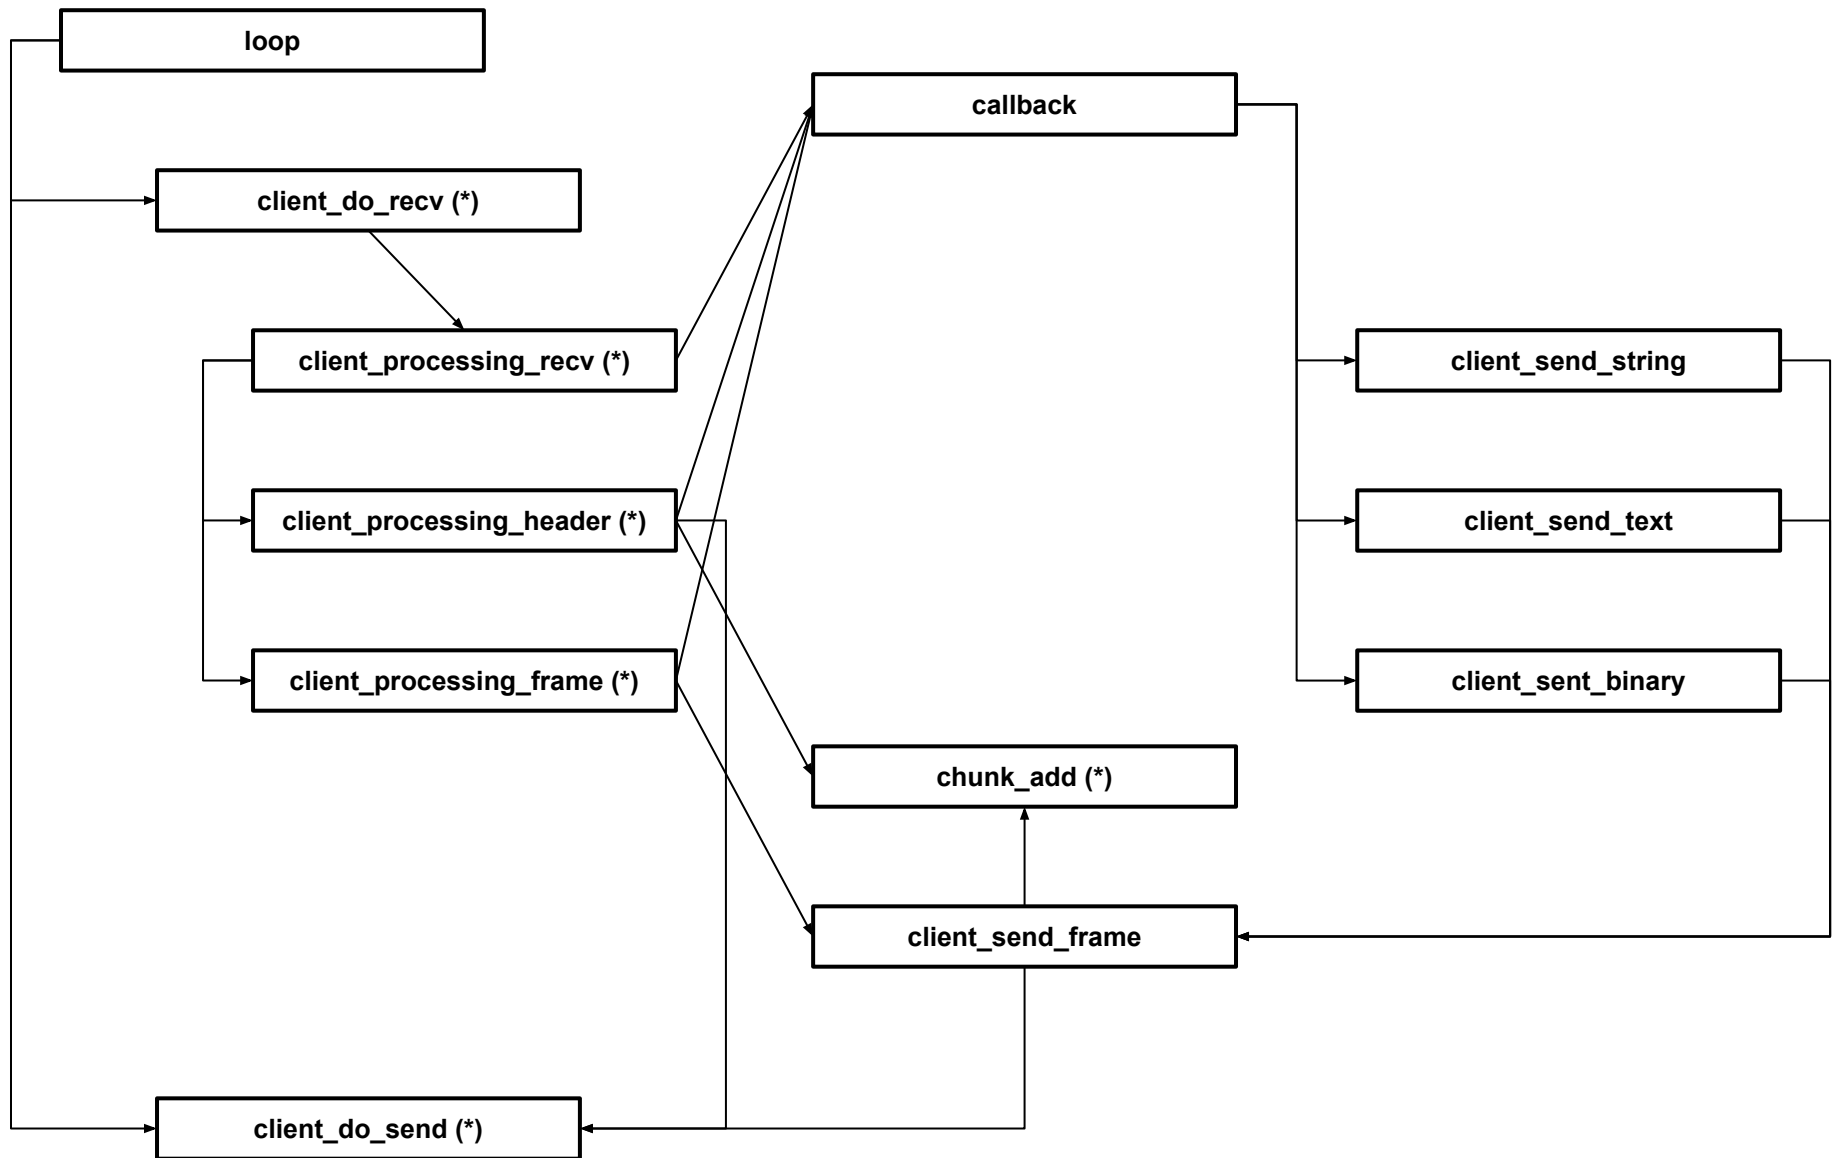 loop
callback
client_do_recv (*)
client_processing_recv (*)
client_send_string
client_processing_header (*)
client_send_text
client_processing_frame (*)
client_sent_binary
chunk_add (*)
client_send_frame
client_do_send (*)